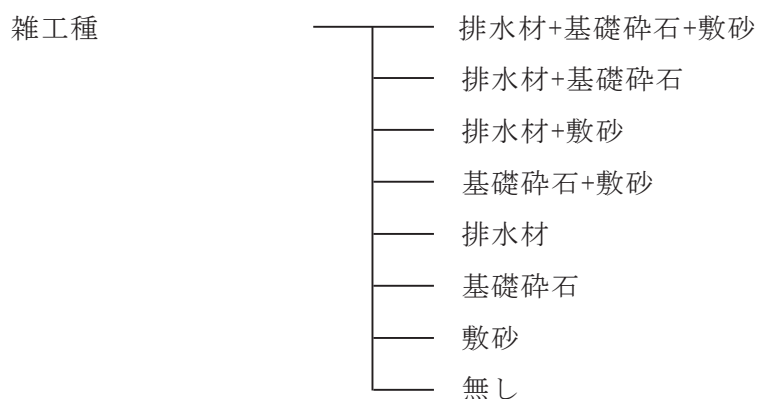 雑工種
排水材+基礎砕石+敷砂
排水材+基礎砕石
排水材+敷砂
基礎砕石+敷砂
排水材
基礎砕石
敷砂
無し